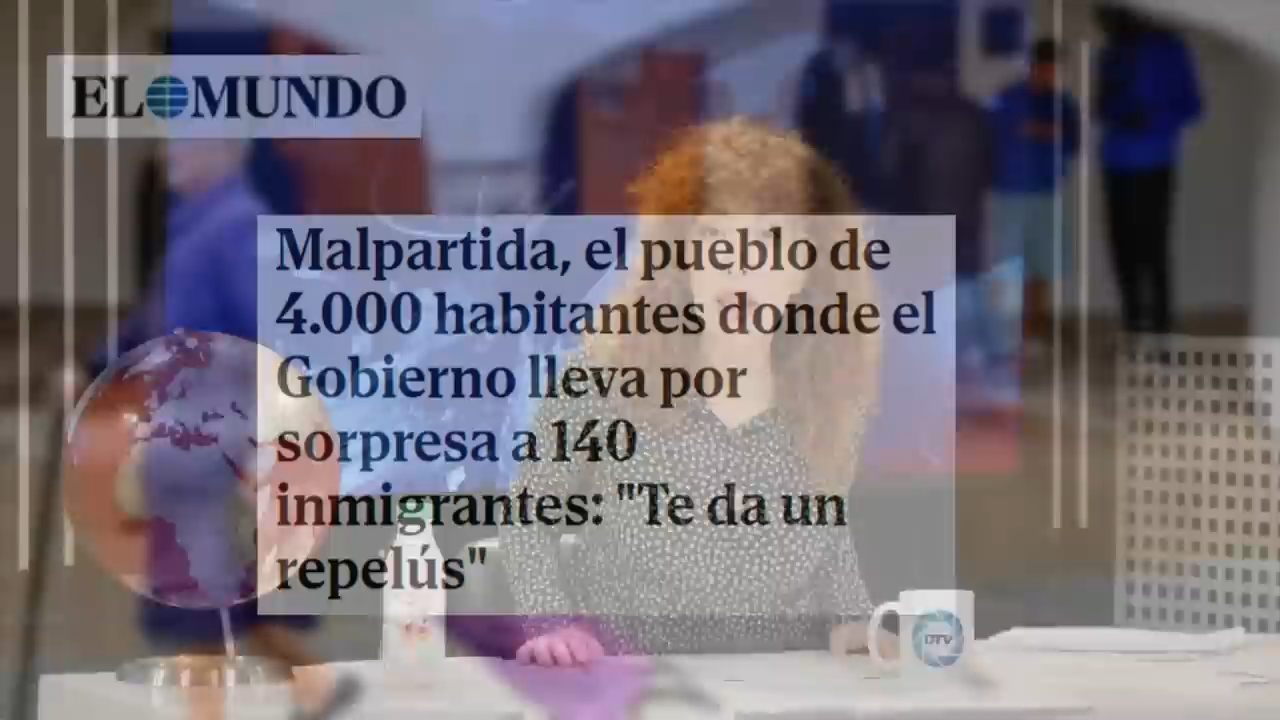 EL MUNDO
Malpartida, el pueblo de
4.000 habitantes donde el
Gobierno lleva por
sorpresa a 140
inmigrantes: "Te da un
repelús"
DTV